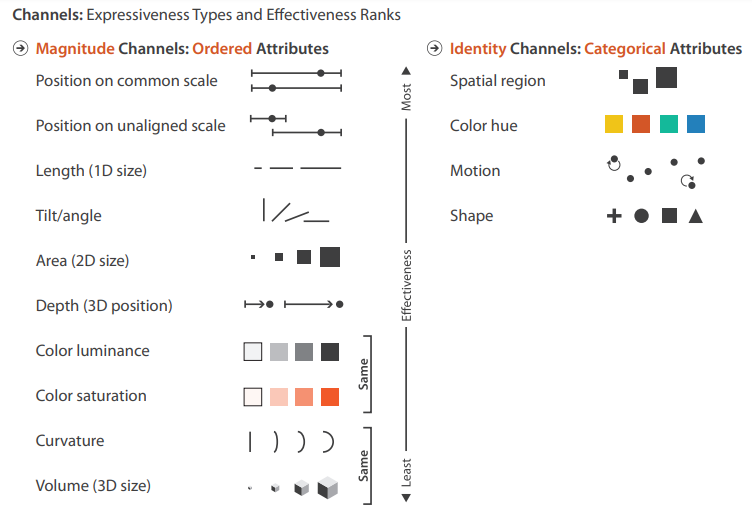 Channels: Expressiveness Types and Effectiveness Ranks
Magnitude Channels: Ordered Attributes
Position on common scale
Position on unaligned scale
Length (1D size)
Tilt/angle
Area (2D size)
Depth (3D position)
Color luminance
Color saturation
Curvature
Volume (3D size)
Same
Same
Most
Effectiveness
Least
Identity Channels: Categorical Attributes
Spatial region
Color hue
Motion
Shape